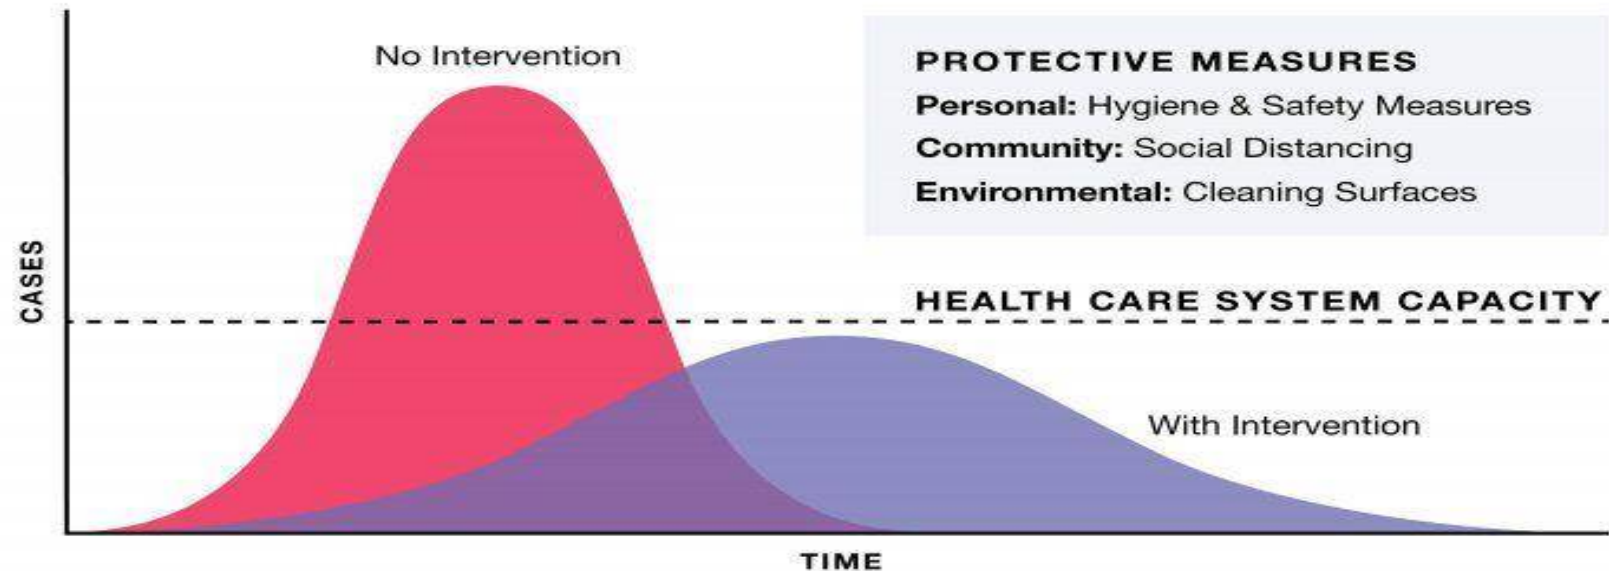 No Intervention
PROTECTIVE MEASURES
Personal: Hygiene & Safety Measures
Community: Social Distancing
Environmental: Cleaning Surfaces
CASES
HEALTH CARE SYSTEM CAPACITY
With Intervention
TIME